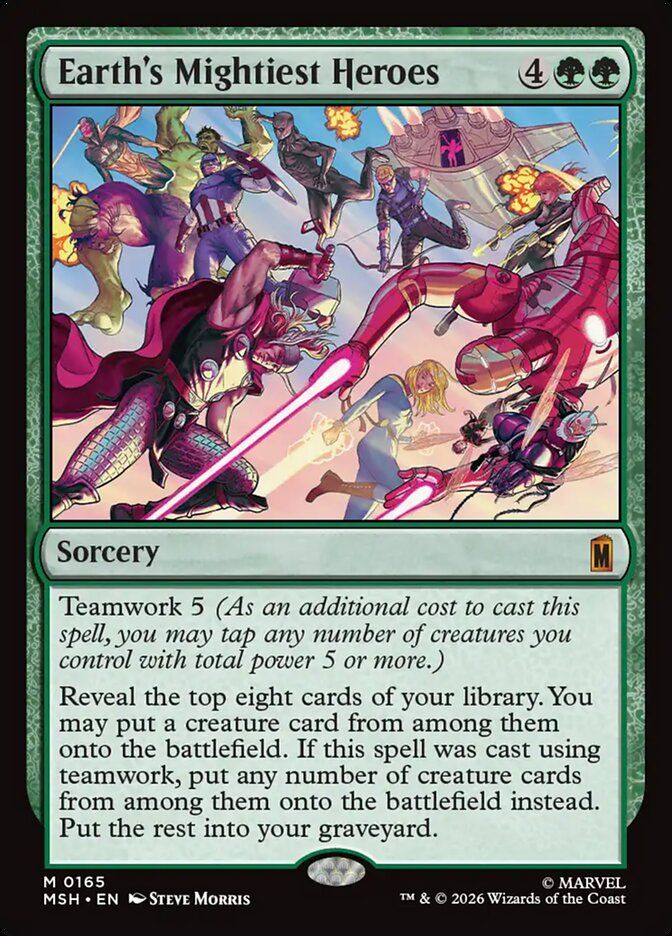 Earth's Mightiest Heroes 4
Sorcery
M
Teamwork 5 (As an additional cost to cast this
spell, you may tap any number of creatures you
control with total power 5 or more.)
Reveal the top eight cards of your library. You
may put a creature card from among them
onto the battlefield. If this spell was cast using
teamwork, put any number of creature cards
from among them onto the battlefield instead.
Put the rest into your graveyard.
M 0165 © MARVEL
MSH • EN Steve Morris ™ & © 2026 Wizards of the Coast